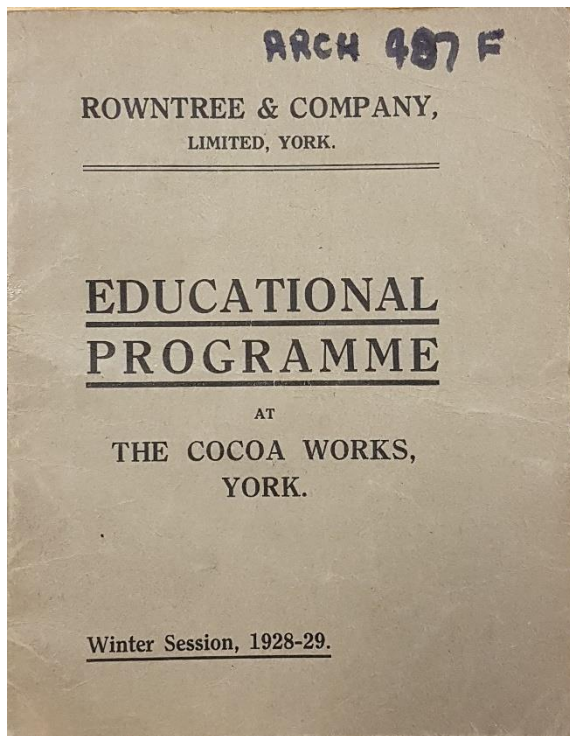 ARCH 487 F
ROWNTREE & COMPANY,
LIMITED, YORK.
EDUCATIONAL
PROGRAMME
AT
THE COCOA WORKS,
YORK.
Winter Session, 1928-29.